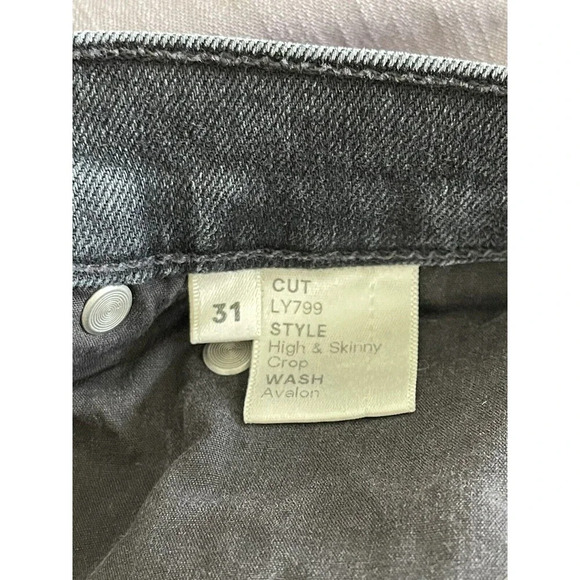 31
CUT
LY799
STYLE
High & Skinny
Crop
WASH
Avalon